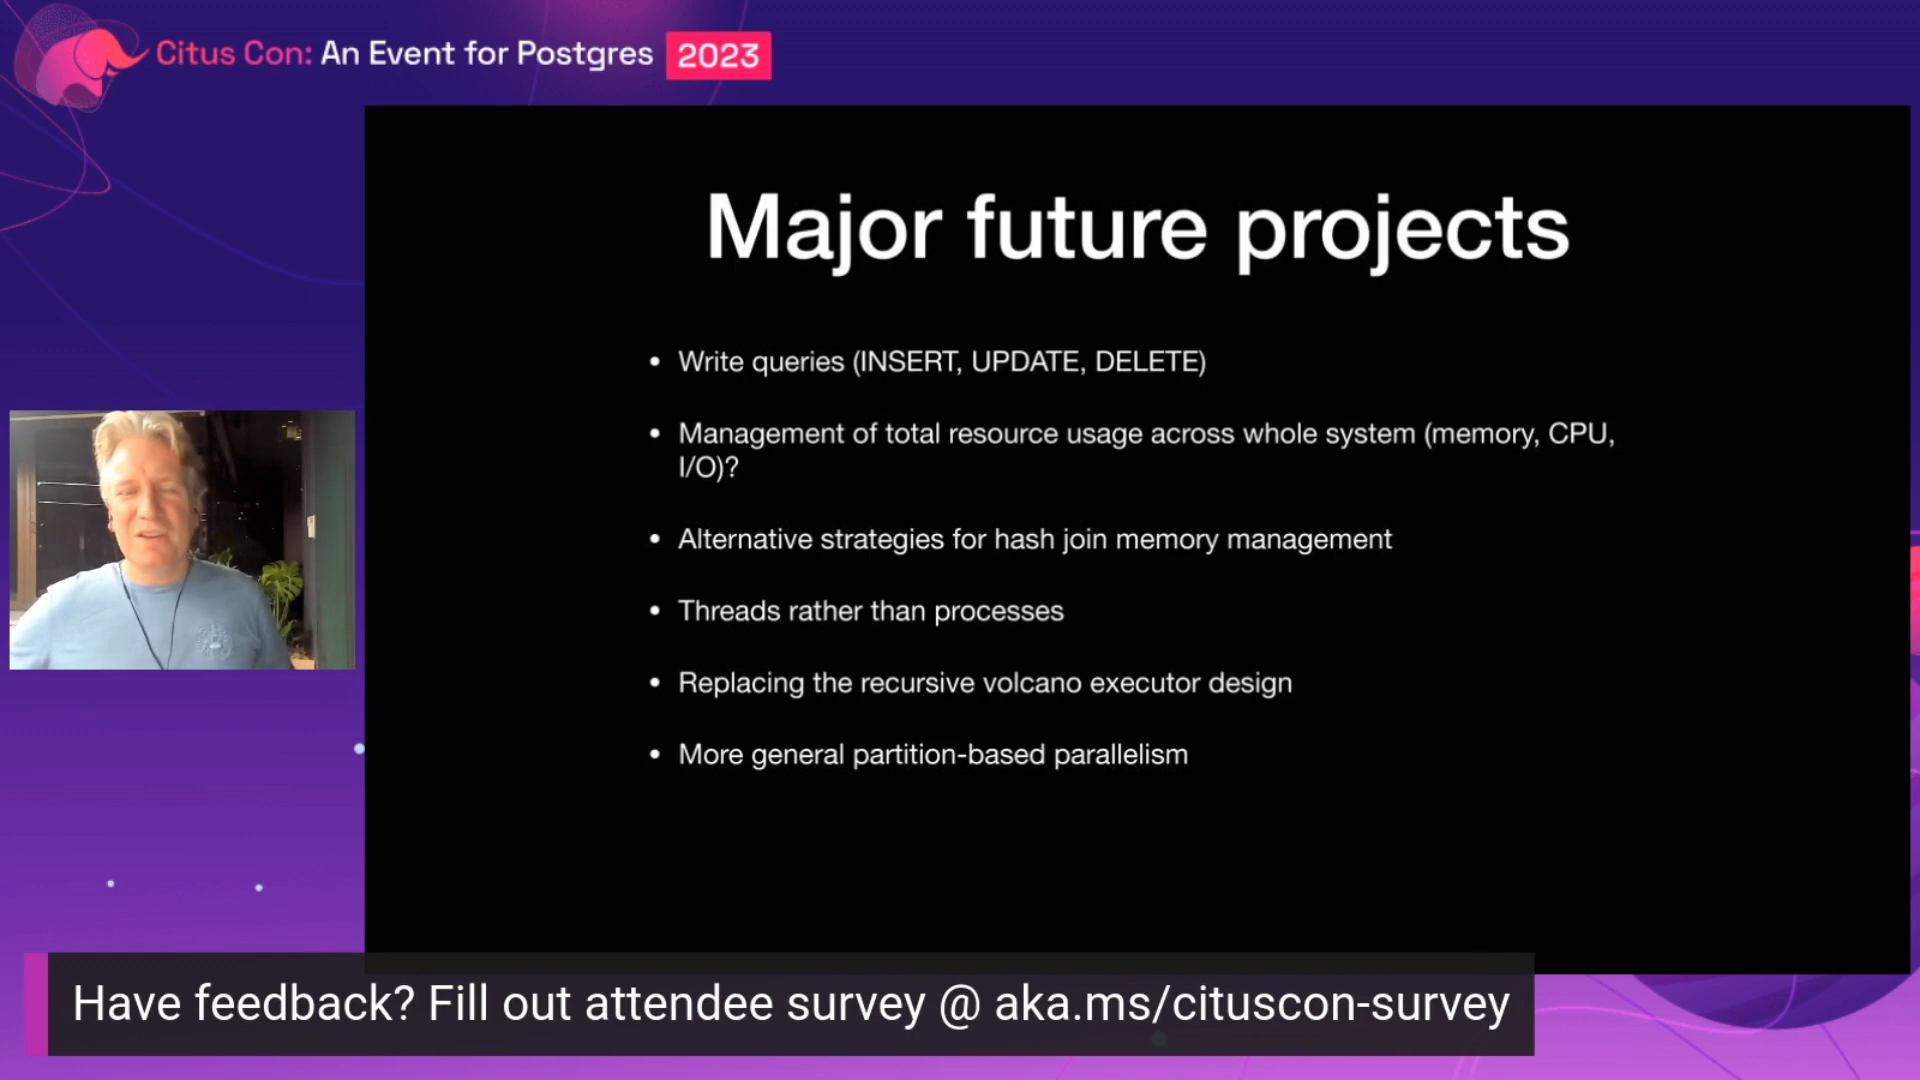 Citus Con: An Event for Postgres 2023
Major future projects
• Write queries (INSERT, UPDATE, DELETE)
• Management of total resource usage across whole system (memory, CPU,
I/O)?
• Alternative strategies for hash join memory management
• Threads rather than processes
• Replacing the recursive volcano executor design
• More general partition-based parallelism
Have feedback? Fill out attendee survey @ aka.ms/cituscon-survey